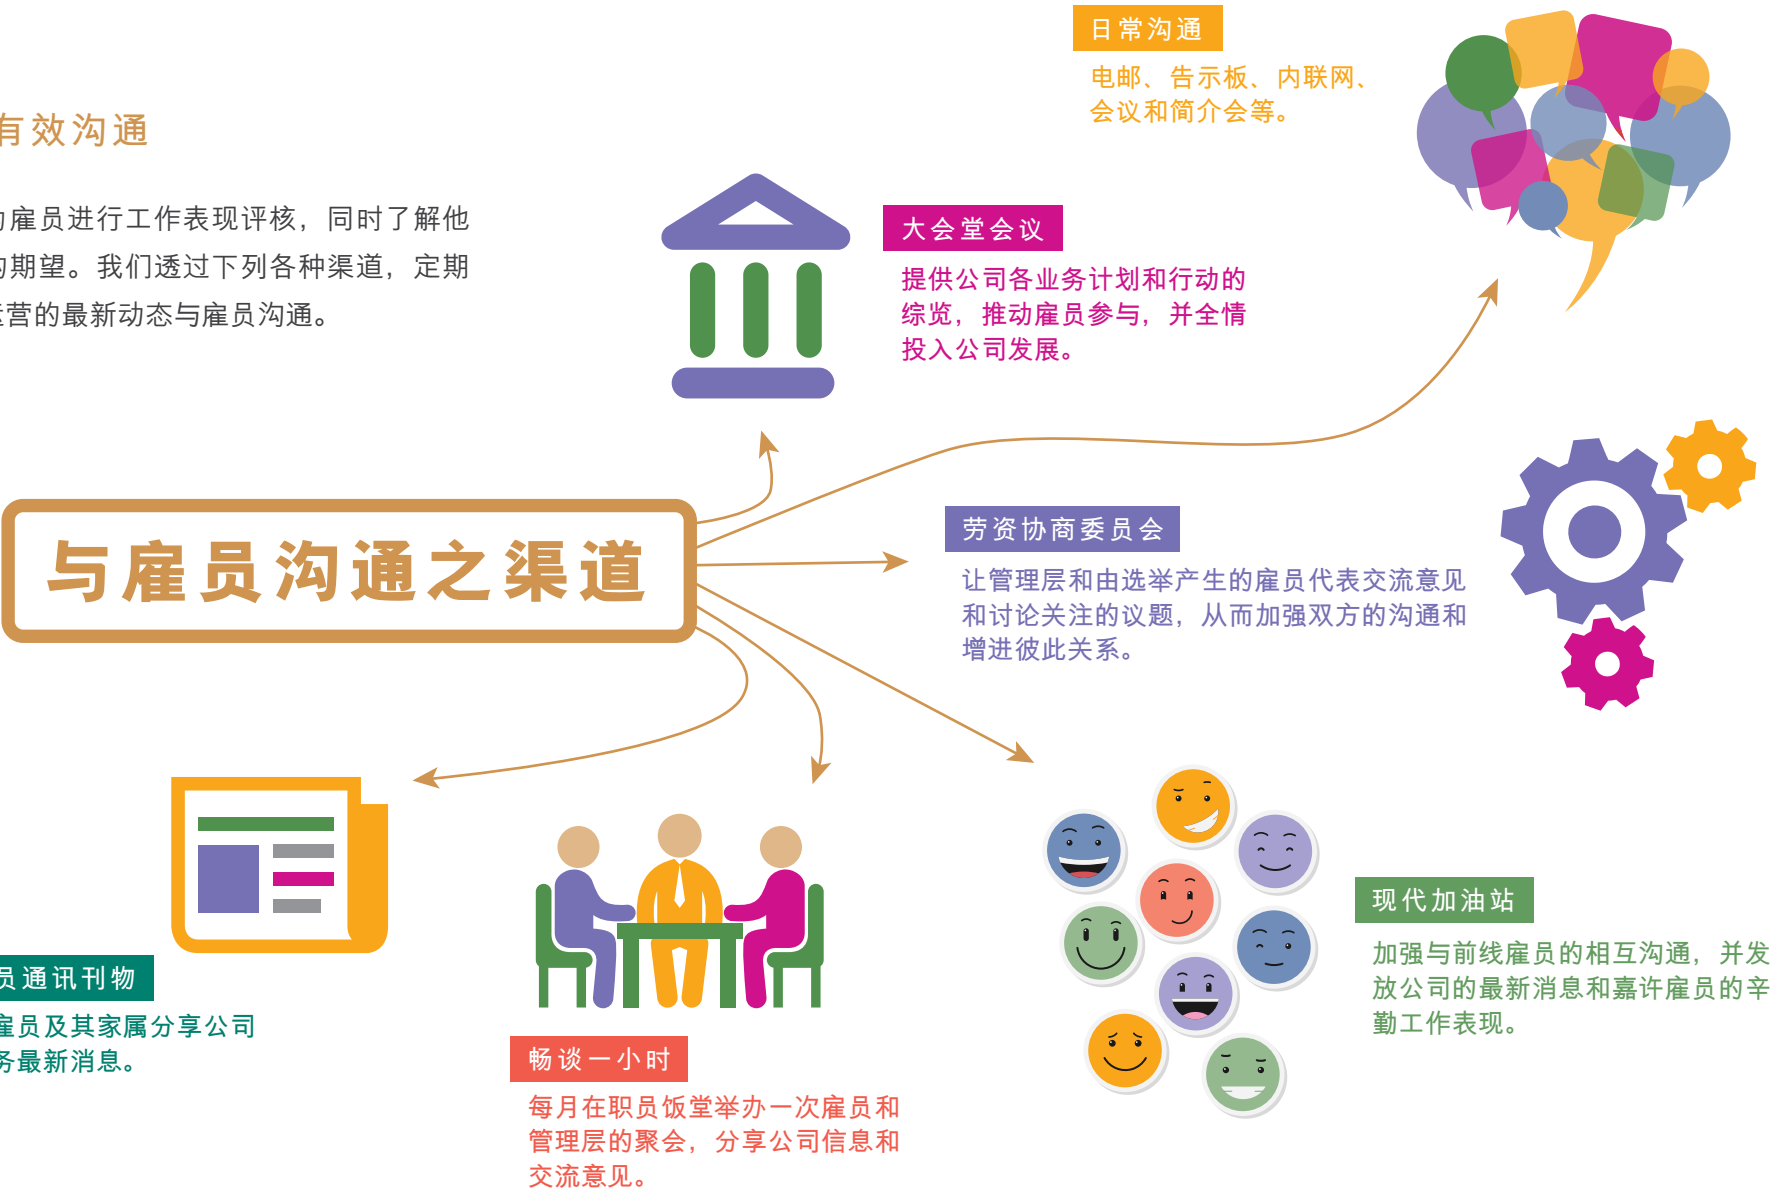 日常沟通
电邮、告示板、内联网、
会议和简介会等。
有效沟通
雇员进行工作表现评核，同时了解他
期望。我们透过下列各种渠道，定期
营的最新动态与雇员沟通。
大会堂会议
提供公司各业务计划和行动的
综览，推动雇员参与，并全情
投入公司发展。
与雇员沟通之渠道
劳资协商委员会
让管理层和由选举产生的雇员代表交流意见
和讨论关注的议题，从而加强双方的沟通和
增进彼此关系。
现代加油站
加强与前线雇员的相互沟通，并发
放公司的最新消息和嘉许雇员的辛
勤工作表现。
员通讯刊物
雇员及其家属分享公司
务最新消息。
畅谈一小时
每月在职员饭堂举办一次雇员和
管理层的聚会，分享公司信息和
交流意见。